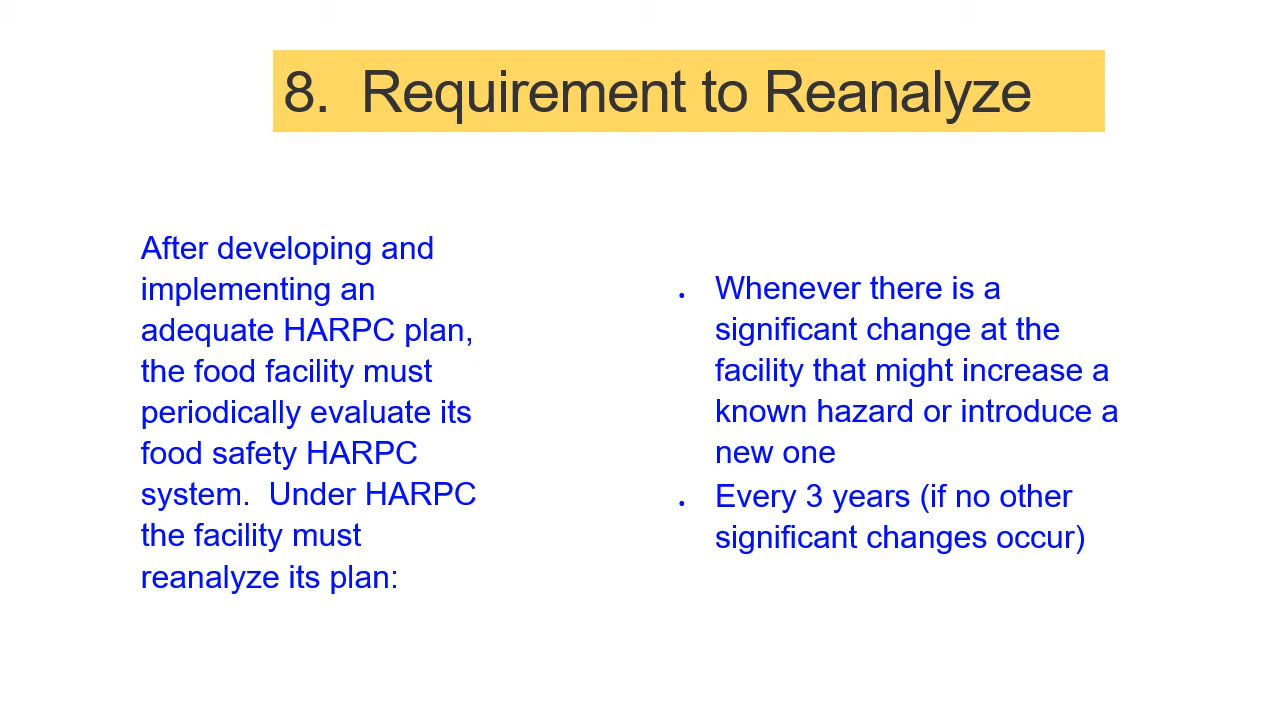 8.  Requirement to Reanalyze
After developing and
implementing an
adequate HARPC plan,
the food facility must
periodically evaluate its
food safety HARPC
system.  Under HARPC
the facility must
reanalyze its plan:
• Whenever there is a
significant change at the
facility that might increase a
known hazard or introduce a
new one
• Every 3 years (if no other
significant changes occur)